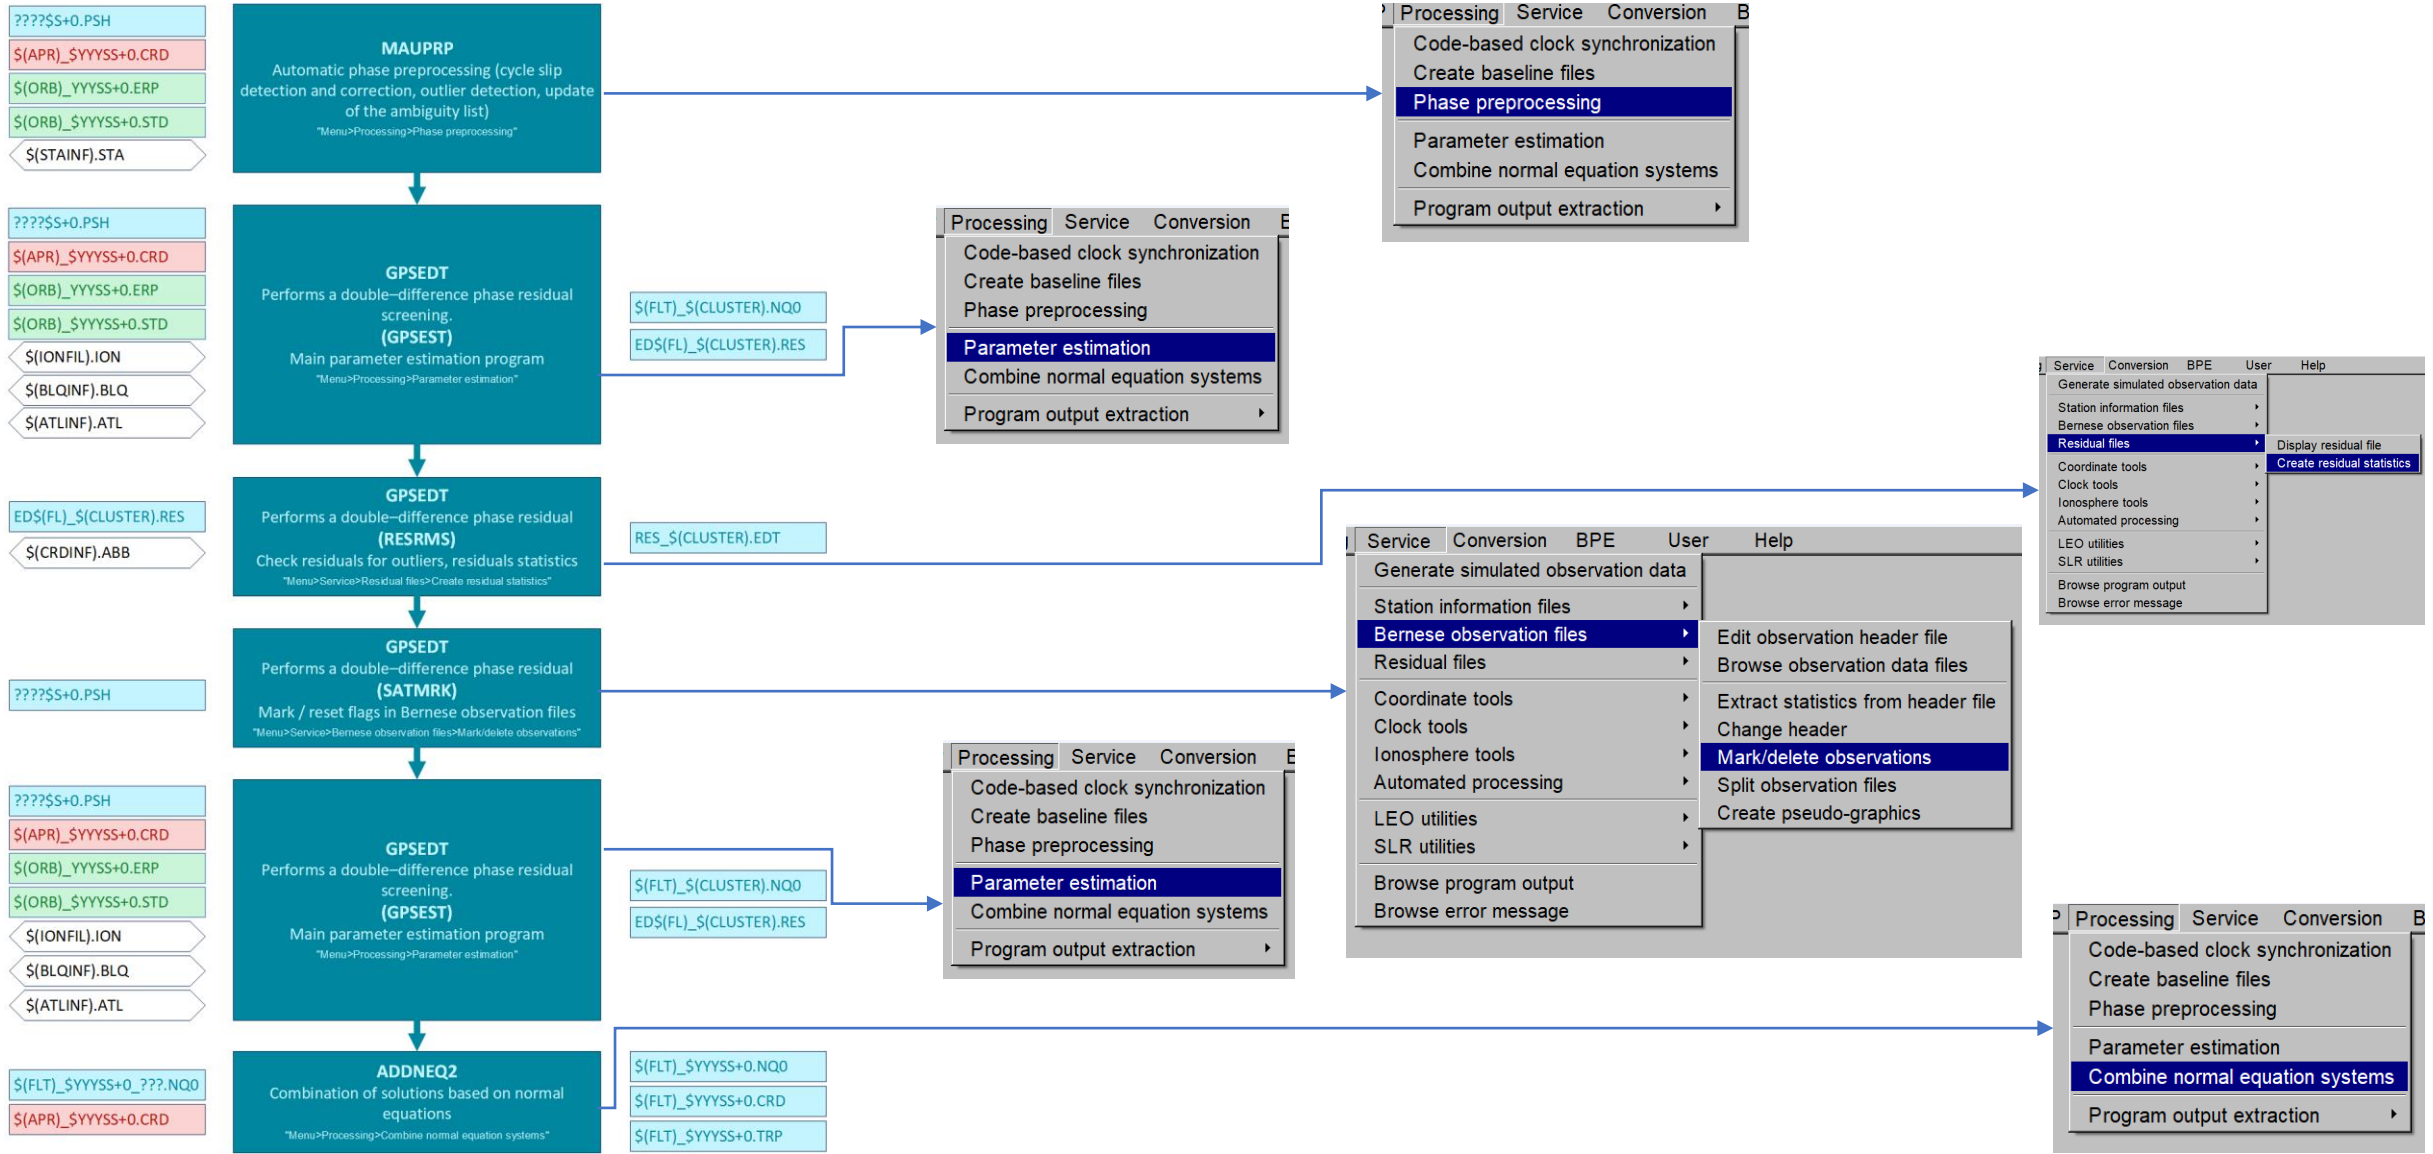 ????$S+0.PSH
$(APR)_$YYYSS+0.CRD
$(ORB)_YYYSS+0.ERP
$(ORB)_$YYYSS+0.STD
$(STAINF).STA
MAUPRP
Automatic phase preprocessing (cycle slip
detection and correction, outlier detection, update
of the ambiguity list)
"Menu>Processing>Phase preprocessing"
Processing Service Conversion
Code-based clock synchronization
Create baseline files
Phase preprocessing
Parameter estimation
Combine normal equation systems
Program output extraction
????$S+0.PSH
$(APR)_$YYYSS+0.CRD
$(ORB)_YYYSS+0.ERP
$(ORB)_$YYYSS+0.STD
$(IONFIL).ION
$(BLQINF).BLQ
$(ATLINF).ATL
GPSEDT
Performs a double–difference phase residual
screening.
(GPSEST)
Main parameter estimation program
"Menu>Processing>Parameter estimation"
$(FLT)_$(CLUSTER).NQ0
ED$(FL)_$(CLUSTER).RES
Processing Service Conversion
Code-based clock synchronization
Create baseline files
Phase preprocessing
Parameter estimation
Combine normal equation systems
Program output extraction
ED$(FL)_$(CLUSTER).RES
$(CRDINF).ABB
GPSEDT
Performs a double–difference phase residual
(RESRMS)
Check residuals for outliers, residuals statistics
"Menu>Service>Residual files>Create residual statistics"
RES_$(CLUSTER).EDT
Service Conversion BPE User Help
Generate simulated observation data
Station information files
Bernese observation files
Residual files
Display residual file
Create residual statistics
Coordinate tools
Clock tools
Ionosphere tools
Automated processing
LEO utilities
SLR utilities
Browse program output
Browse error message
????$S+0.PSH
GPSEDT
Performs a double–difference phase residual
(SATMRK)
Mark / reset flags in Bernese observation files
"Menu>Service>Bernese observation files>Mark/delete observations"
Service Conversion BPE User Help
Generate simulated observation data
Station information files
Bernese observation files
Residual files
Coordinate tools
Clock tools
Ionosphere tools
Automated processing
LEO utilities
SLR utilities
Browse program output
Browse error message
Edit observation header file
Browse observation data files
Extract statistics from header file
Change header
Mark/delete observations
Split observation files
Create pseudo-graphics
????$S+0.PSH
$(APR)_$YYYSS+0.CRD
$(ORB)_YYYSS+0.ERP
$(ORB)_$YYYSS+0.STD
$(IONFIL).ION
$(BLQINF).BLQ
$(ATLINF).ATL
GPSEDT
Performs a double–difference phase residual
screening.
(GPSEST)
Main parameter estimation program
"Menu>Processing>Parameter estimation"
$(FLT)_$(CLUSTER).NQ0
ED$(FL)_$(CLUSTER).RES
Processing Service Conversion
Code-based clock synchronization
Create baseline files
Phase preprocessing
Parameter estimation
Combine normal equation systems
Program output extraction
$(FLT)_$YYYSS+0_???.NQ0
$(APR)_$YYYSS+0.CRD
ADDNEQ2
Combination of solutions based on normal
equations
"Menu>Processing>Combine normal equation systems"
$(FLT)_$YYYSS+0.NQ0
$(FLT)_$YYYSS+0.CRD
$(FLT)_$YYYSS+0.TRP
Processing Service Conversion
Code-based clock synchronization
Create baseline files
Phase preprocessing
Parameter estimation
Combine normal equation systems
Program output extraction